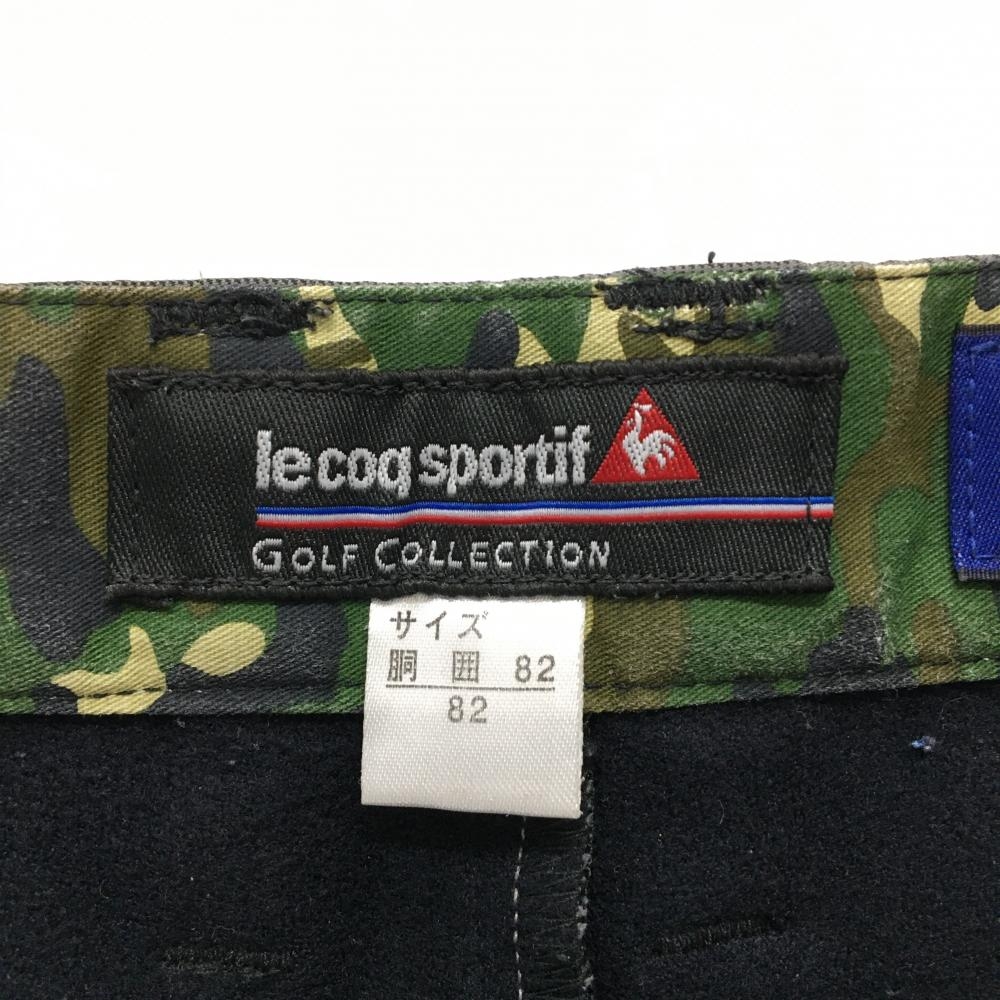 le coq sportif
GOLF COLLECTION
サイズ
胴 囲 82
82